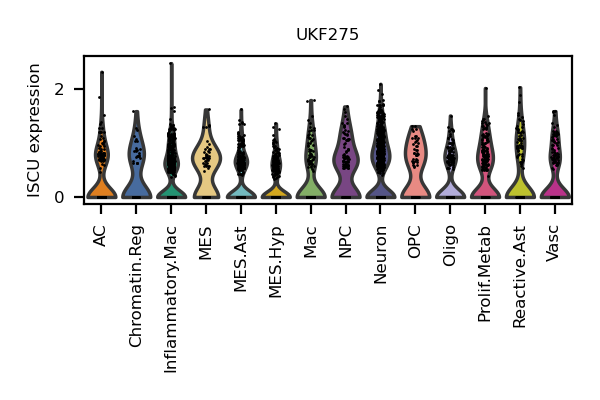 UKF275
ISCU expression
2
0
AC
Chromatin.Reg
Inflammatory.Mac
MES
MES.Ast
MES.Hyp
Mac
NPC
Neuron
OPC
Oligo
Prolif.Metab
Reactive.Ast
Vasc